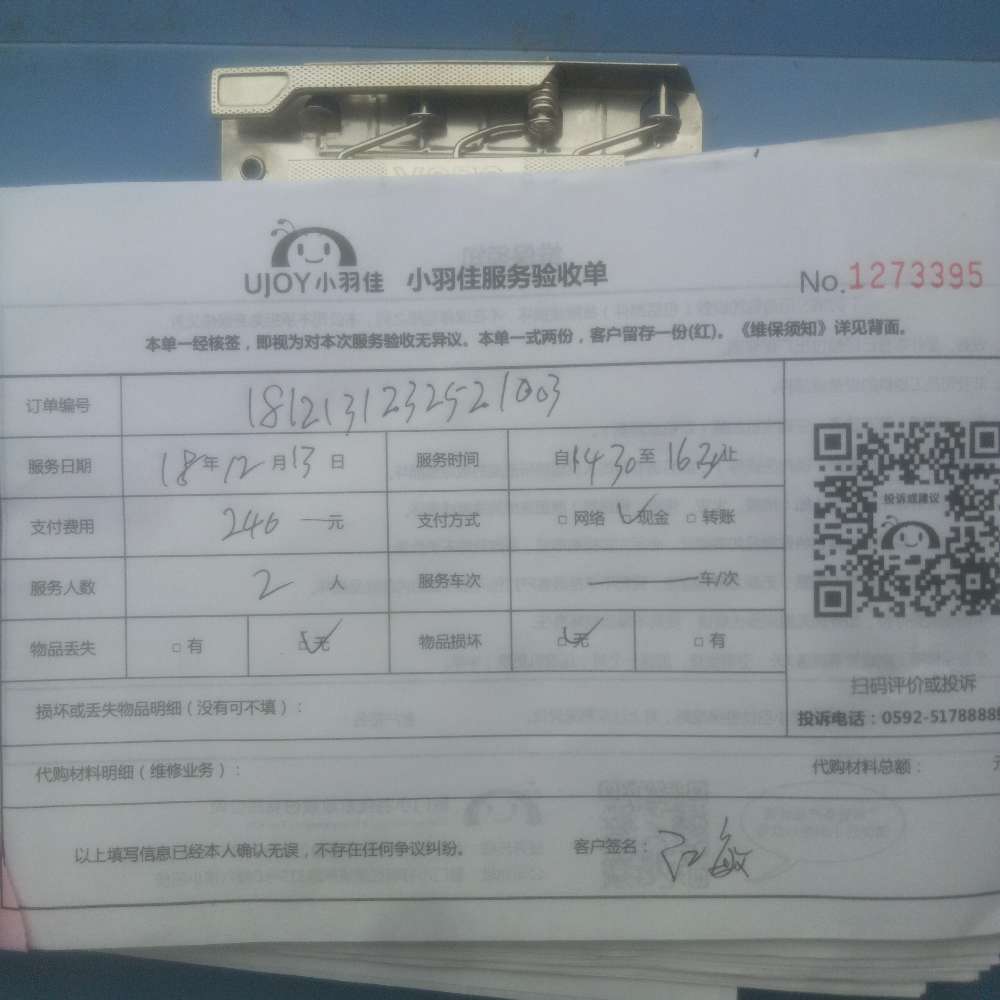 UJOY小羽佳 小羽佳服务验收单 No.1273395
本单一经核签，即视为对本次服务验收无异议。本单一式两份，客户留存一份(红)。《维保须知》详见背面。
订单编号 1812131232521003
服务日期 18年12月13日 服务时间 自1430至1630止
支付费用 246 一元 支付方式 □网络 ✓现金 □转账
投诉或建议
服务人数 2 人 服务车次 一车/次
物品丢失 □有 ☑无 物品损坏 ☑无 □有
扫码评价或投诉
损坏或丢失物品明细（没有可不填）： 投诉电话：0592-5178888
代购材料明细（维修业务）： 代购材料总额：
以上填写信息已经本人确认无误，不存在任何争议纠纷。 客户签名：